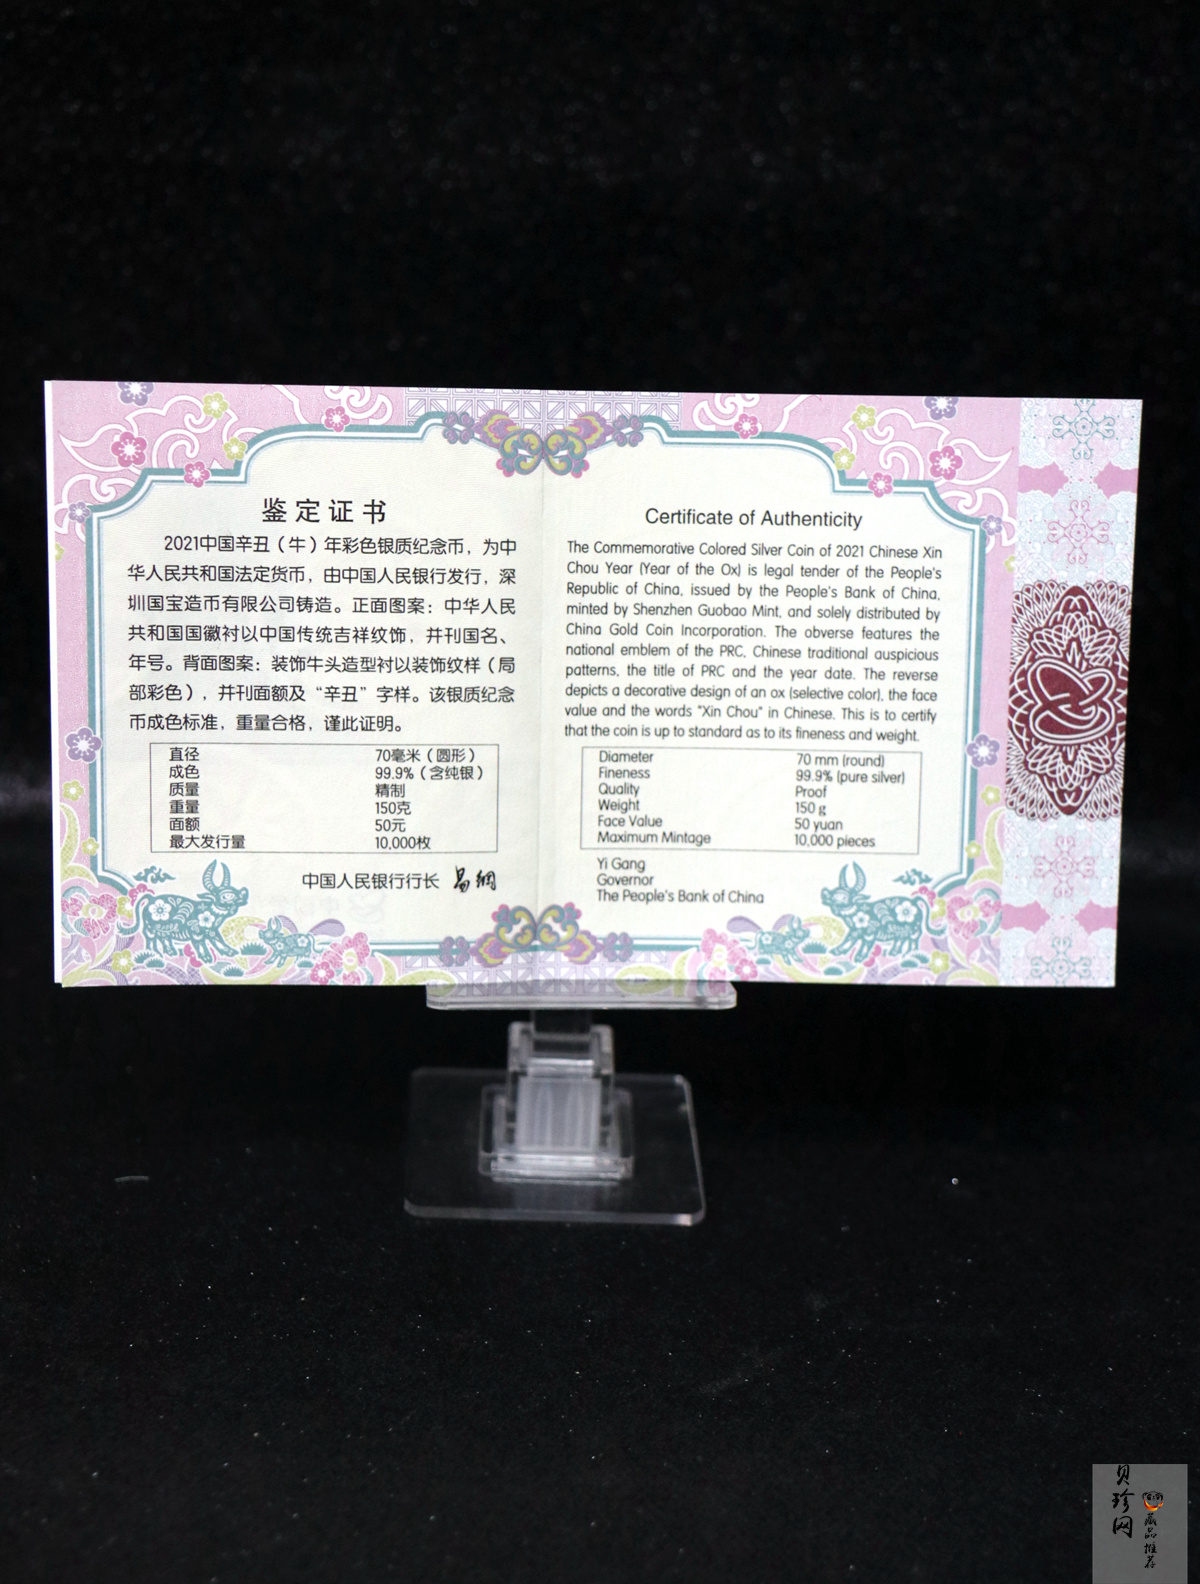 鉴定证书
2021中国辛丑（牛）年彩色银质纪念币，为中
华人民共和国法定货币，由中国人民银行发行，深
圳国宝造币有限公司铸造。正面图案：中华人民
共和国国徽衬以中国传统吉祥纹饰，并刊国名、
年号。背面图案：装饰牛头造型衬以装饰纹样（局
部彩色），并刊面额及“辛丑”字样。该银质纪念
币成色标准，重量合格，谨此证明。
直径 70毫米（圆形）
成色 99.9%（含纯银）
质量 精制
重量 150克
面额 50元
最大发行量 10,000枚
中国人民银行行长 易纲
Certificate of Authenticity
The Commemorative Colored Silver Coin of 2021 Chinese Xin
Chou Year (Year of the Ox) is legal tender of the People's
Republic of China, issued by the People's Bank of China,
minted by Shenzhen Guobao Mint, and solely distributed by
China Gold Coin Incorporation. The obverse features the
national emblem of the PRC, Chinese traditional auspicious
patterns, the title of PRC and the year date. The reverse
depicts a decorative design of an ox (selective color), the face
value and the words "Xin Chou" in Chinese. This is to certify
that the coin is up to standard as to its fineness and weight.
Diameter 70 mm (round)
Fineness 99.9% (pure silver)
Quality Proof
Weight 150 g
Face Value 50 yuan
Maximum Mintage 10,000 pieces
Yi Gang
Governor
The People's Bank of China
贝珍网
藏品推荐